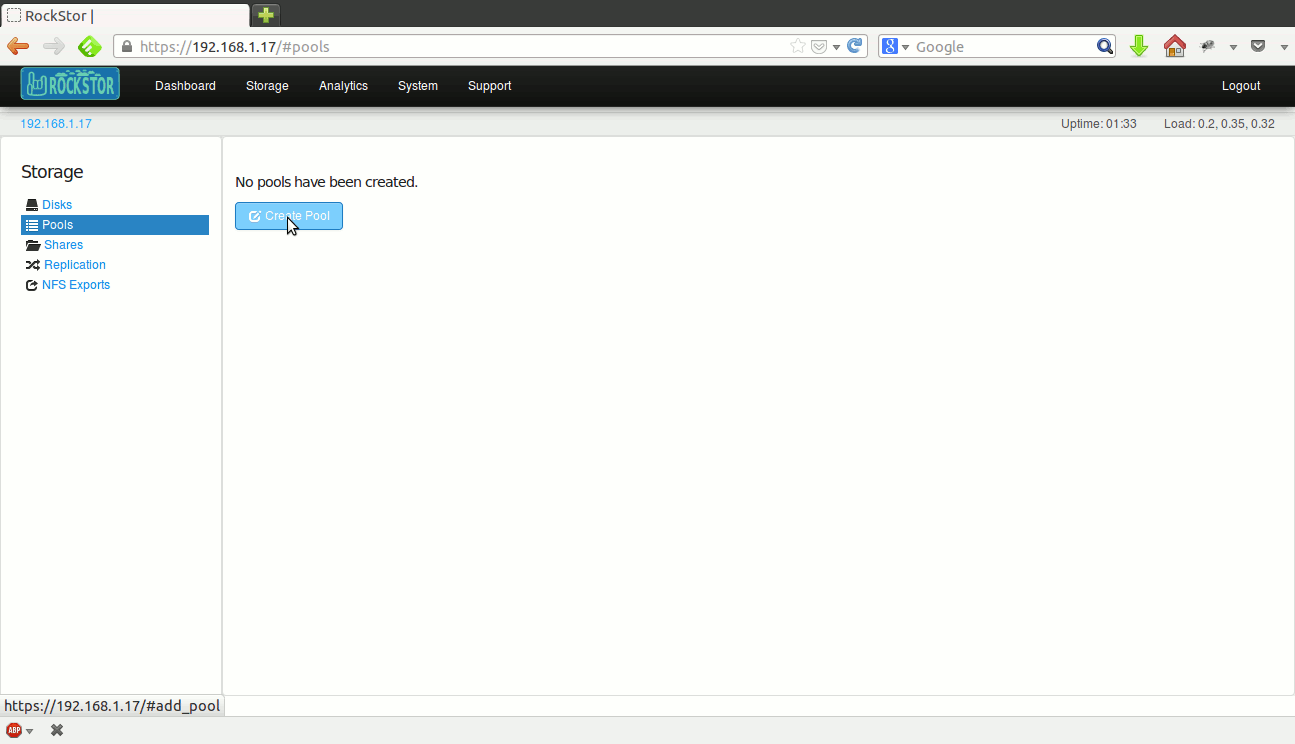 RockStor |
https://192.168.1.17/#pools
8
Google
ROCKSTOR
Dashboard
Storage
Analytics
System
Support
Logout
192.168.1.17
Uptime: 01:33
Load: 0.2, 0.35, 0.32
Storage
Disks
Pools
Shares
Replication
NFS Exports
No pools have been created.
Create Pool
https://192.168.1.17/#add_pool
ABP